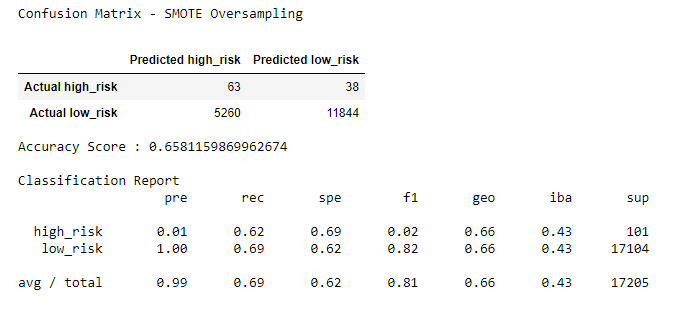 Confusion Matrix - SMOTE Oversampling
Predicted high_risk Predicted low_risk
Actual high_risk 63 38
Actual low_risk 5260 11844
Accuracy Score : 0.6581159869962674
Classification Report
pre rec spe f1 geo iba sup
high_risk 0.01 0.62 0.69 0.02 0.66 0.43 101
low_risk 1.00 0.69 0.62 0.82 0.66 0.43 17104
avg / total 0.99 0.69 0.62 0.81 0.66 0.43 17205